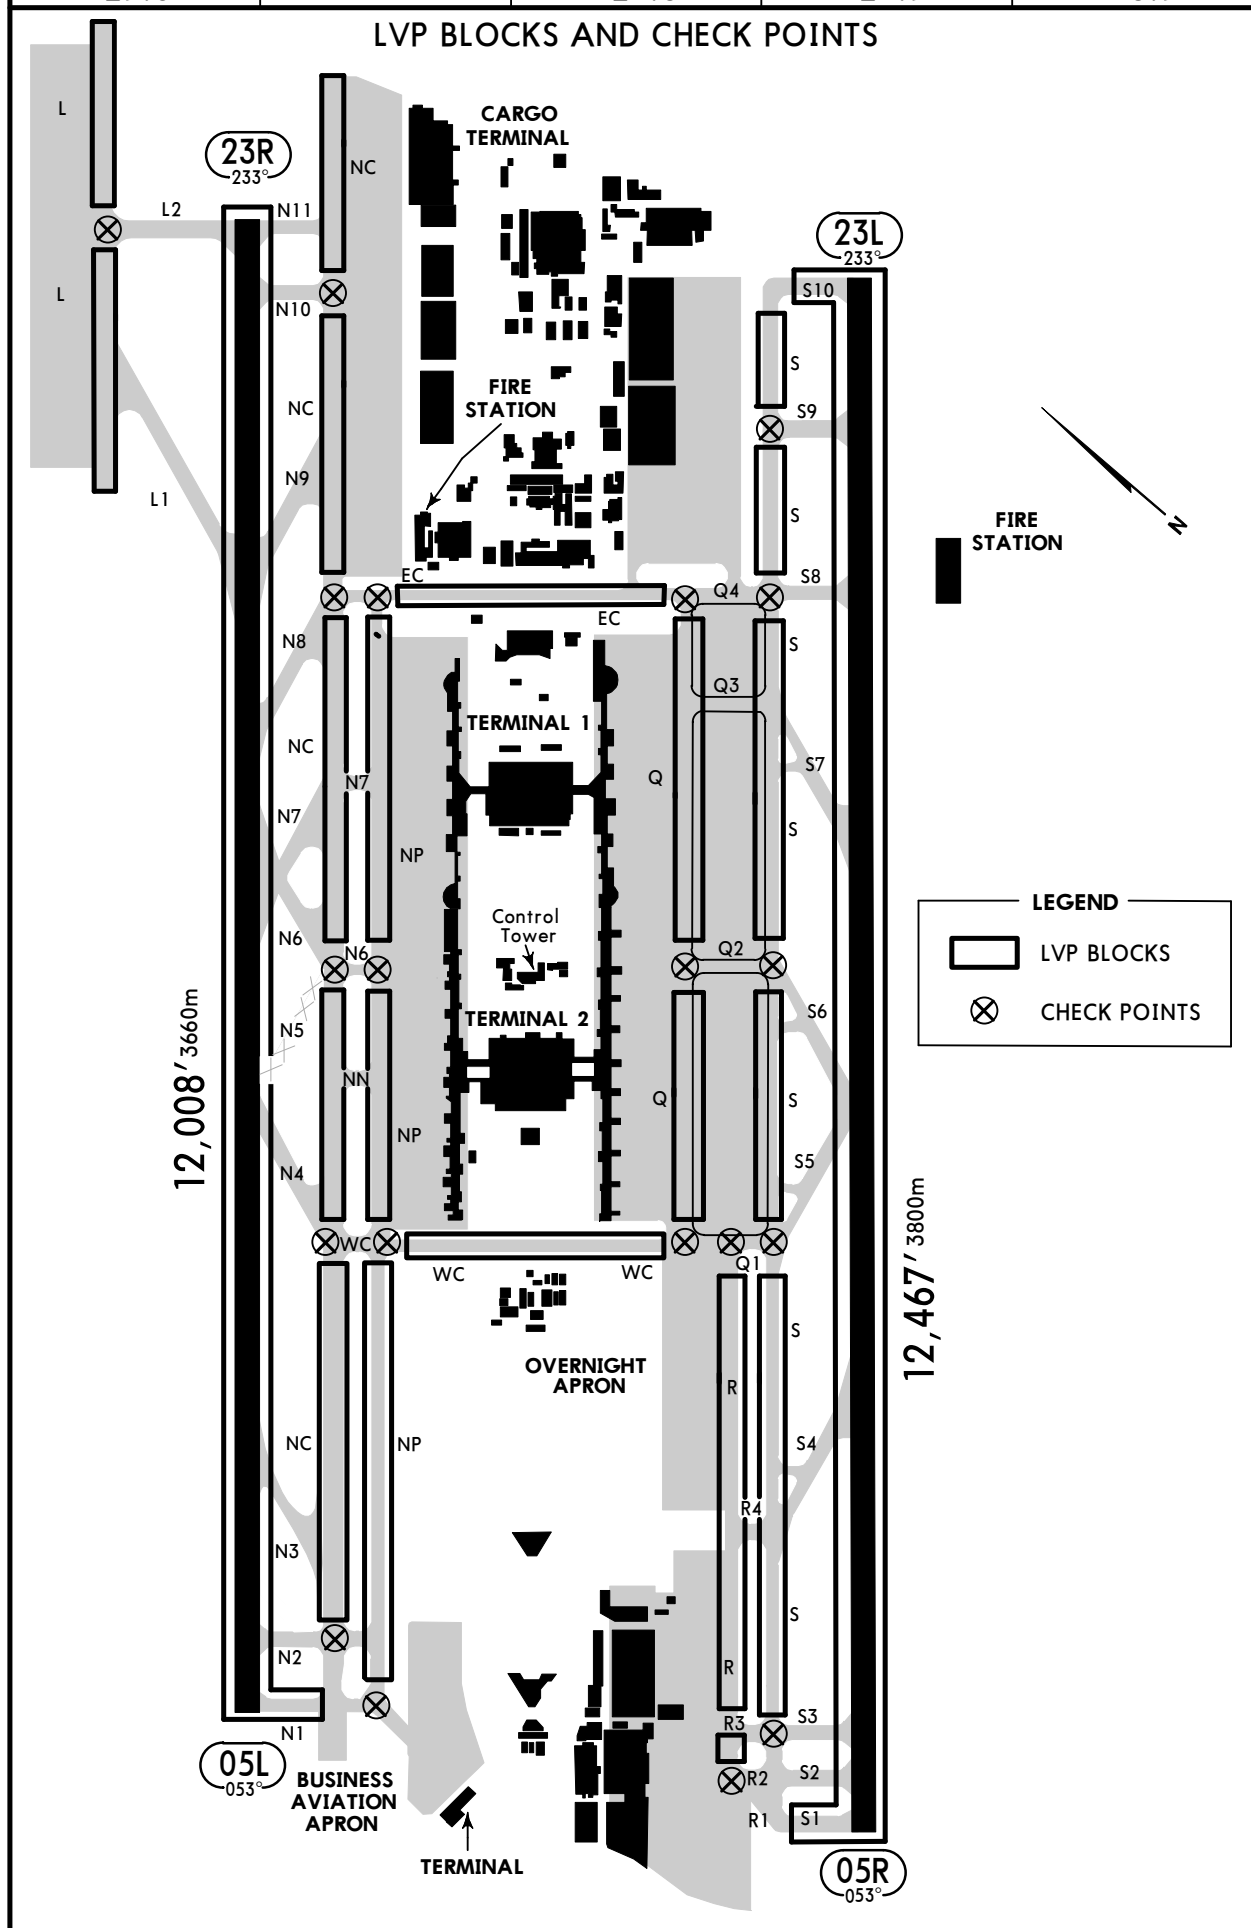 LVP BLOCKS AND CHECK POINTS
CARGO
TERMINAL
L
23R
233°
NC
L2
N11
23L
233°
L
N10
S10
S
FIRE
STATION
NC
S9
N9
L1
S
FIRE
STATION
N
EC
S8
Q4
EC
N8
S
Q3
TERMINAL 1
NC
S7
N7
Q
N7
S
NP
LEGEND
Control
Tower
N6
N6
Q2
LVP BLOCKS
CHECK POINTS
TERMINAL 2
S6
N5
12,008' 3660m
NN
Q
S
NP
S5
N4
WC
Q1
WC
WC
12,467' 3800m
S
OVERNIGHT
APRON
R
NC
NP
S4
R4
N3
S
N2
R
R3
S3
N1
05L
053°
BUSINESS
AVIATION
APRON
R2
S2
R1
S1
TERMINAL
05R
053°